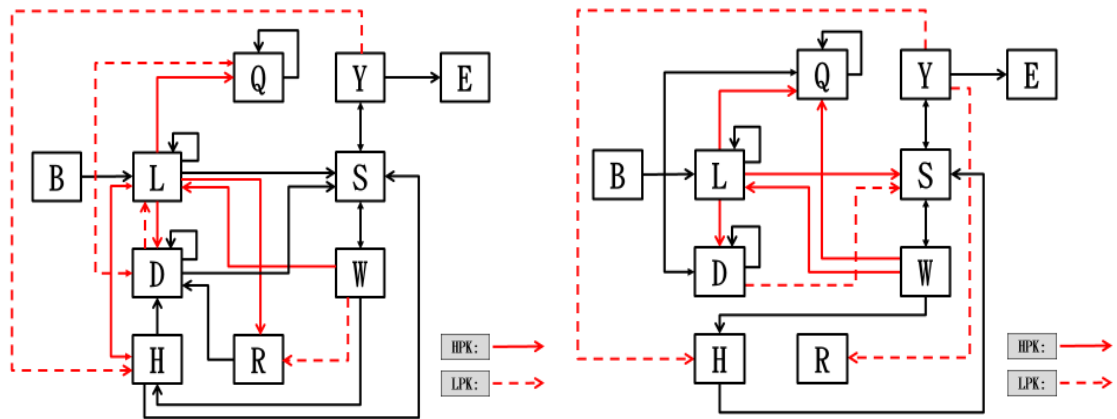 Q Y E
B L S
D W
H R
HPK:
LPK:
Q Y E
B L S
D W
H R
HPK:
LPK: